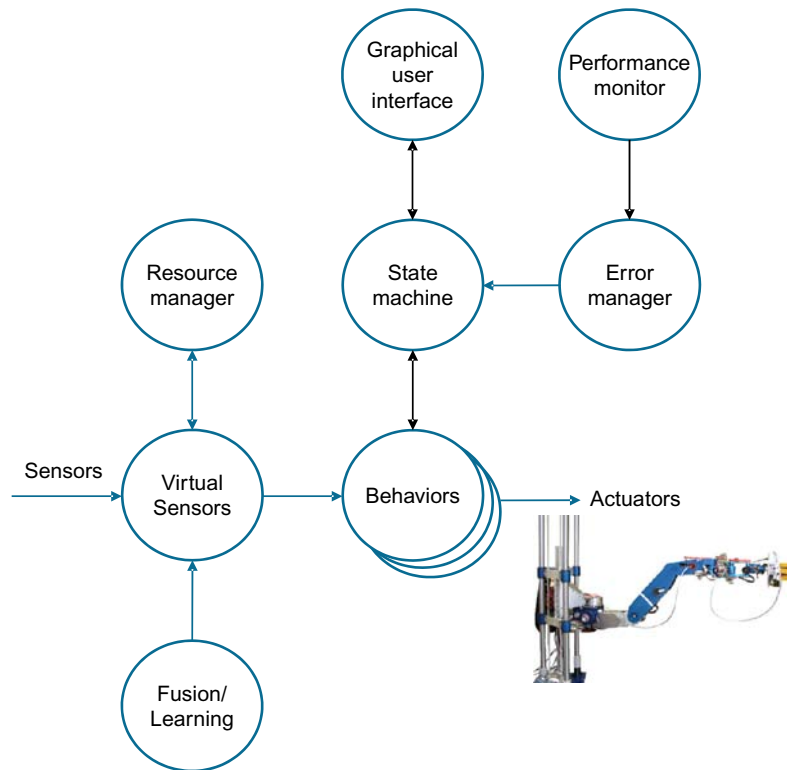 Graphical
user
interface
Performance
monitor
Resource
manager
State
machine
Error
manager
Sensors
Virtual
Sensors
Behaviors
Actuators
Fusion/
Learning